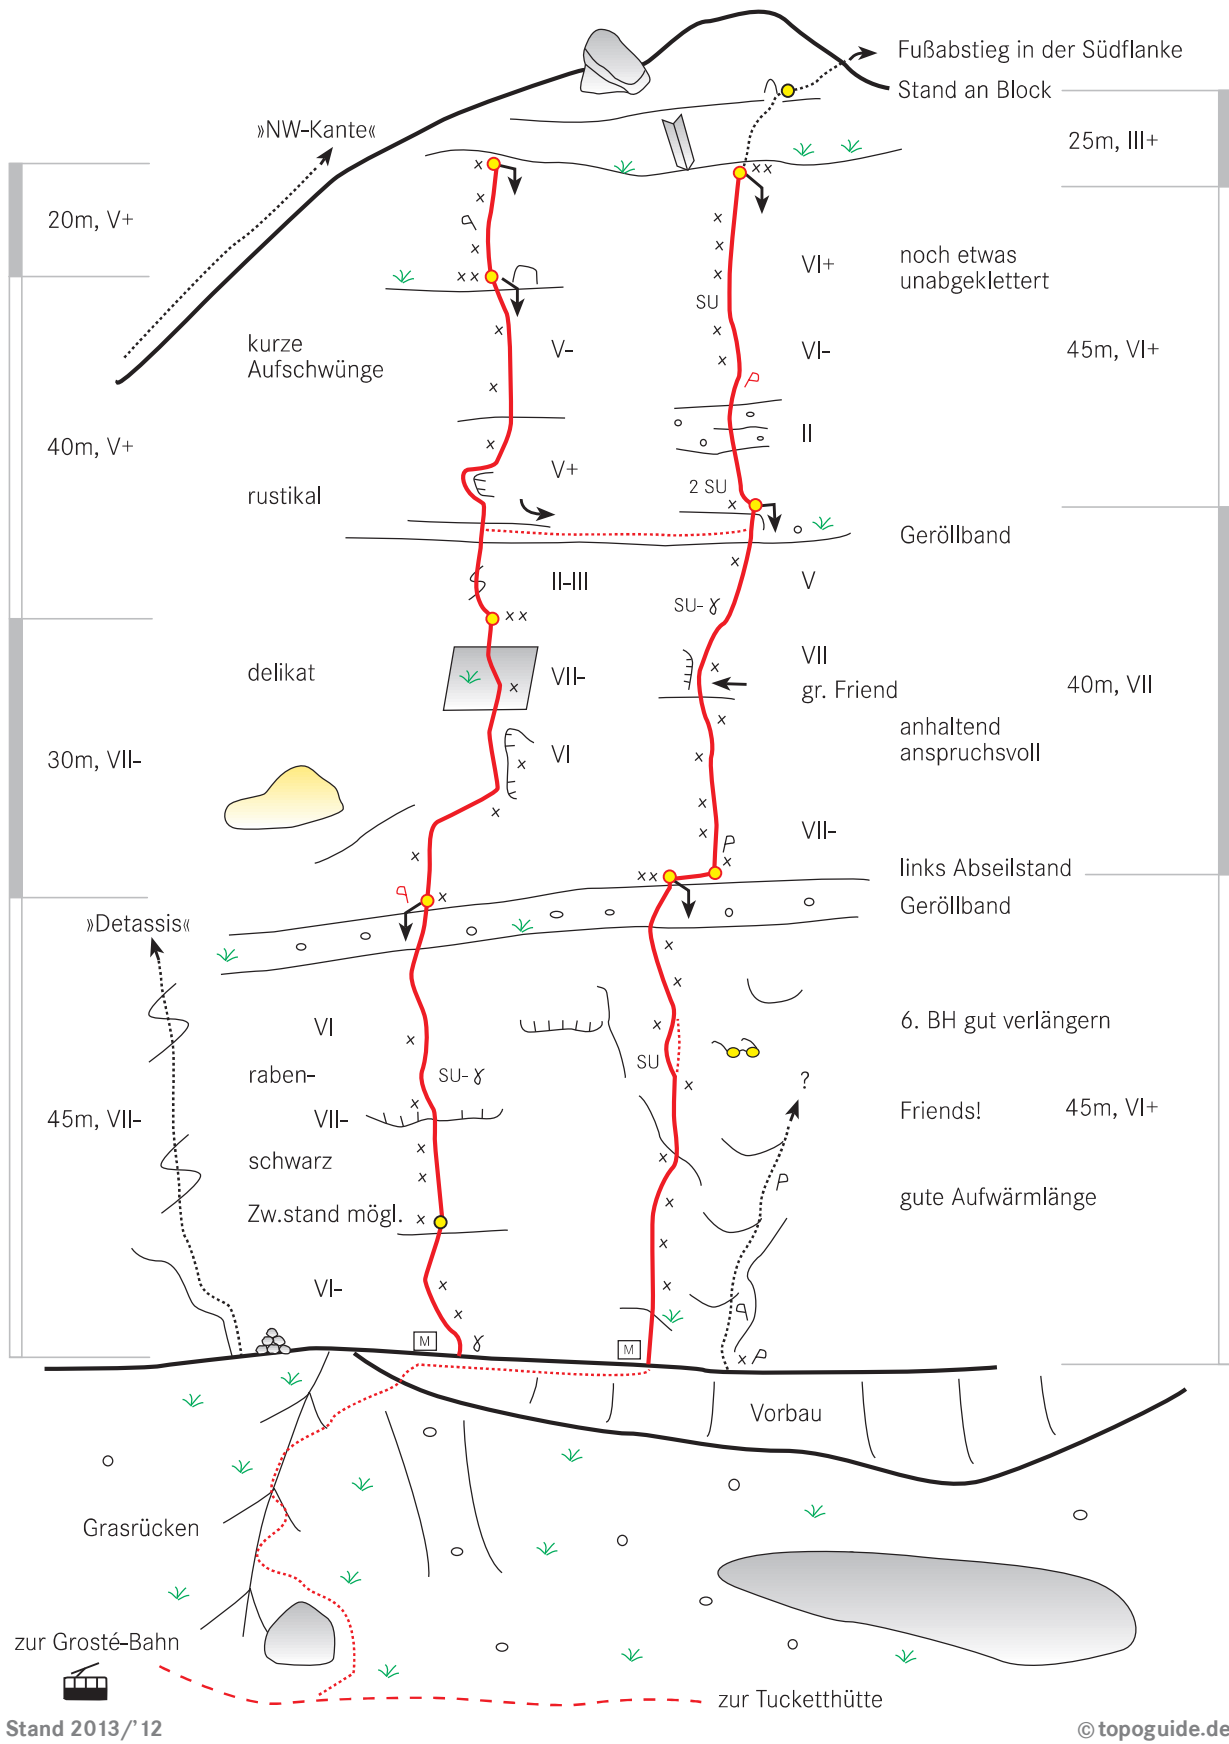 Fußabstieg in der Südflanke
Stand an Block
»NW-Kante«
25m, III+
20m, V+
noch etwas
unabgeklettert
VI+
SU
kurze
Aufschwünge
V-
VI-
45m, VI+
40m, V+
II
V+
rustikal
2 SU
Geröllband
II-III
V
SU-
VII
delikat
VII-
gr. Friend
40m, VII
anhaltend
anspruchsvoll
30m, VII-
VI
VII-
links Abseilstand
Geröllband
»Detassis«
VI
6. BH gut verlängern
raben-
SU-
SU
?
45m, VII-
VII-
Friends!
45m, VI+
schwarz
gute Aufwärmlänge
Zw.stand mögl.
VI-
M
M
Vorbau
Grasrücken
zur Grosté-Bahn
zur Tucketthütte
Stand 2013/'12
© topoguide.de